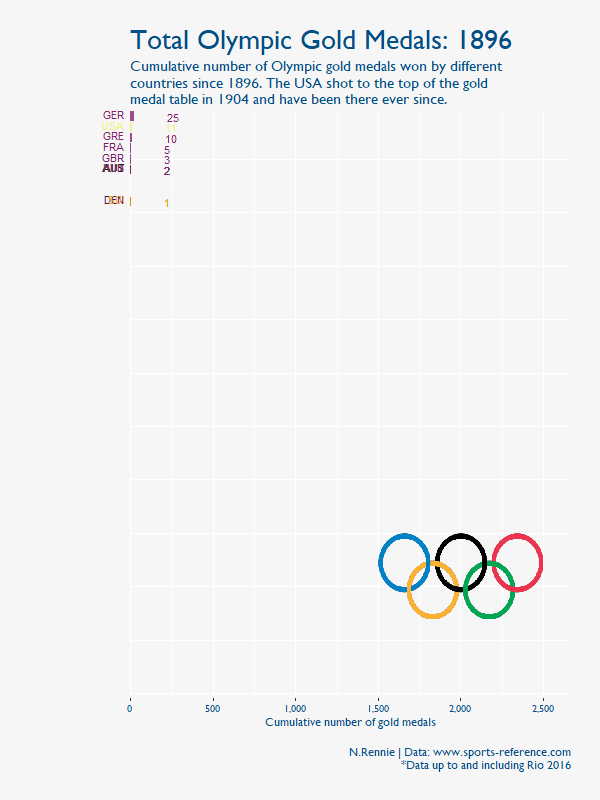 Total Olympic Gold Medals: 1896
Cumulative number of Olympic gold medals won by different
countries since 1896. The USA shot to the top of the gold
medal table in 1904 and have been there ever since.
GER 25
USA 11
GRE 10
FRA 5
GBR 3
2
1
0 500 1,000 1,500 2,000 2,500
Cumulative number of gold medals
N.Rennie | Data: www.sports-reference.com
*Data up to and including Rio 2016